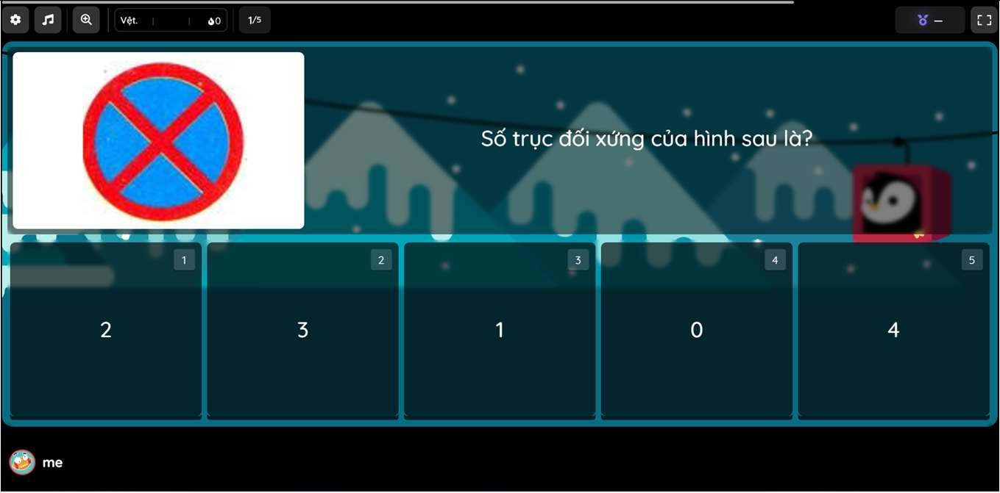 Vệt. 0 1/5 –
Số trục đối xứng của hình sau là?
1 2 3 4 5
2 3 1 0 4
me